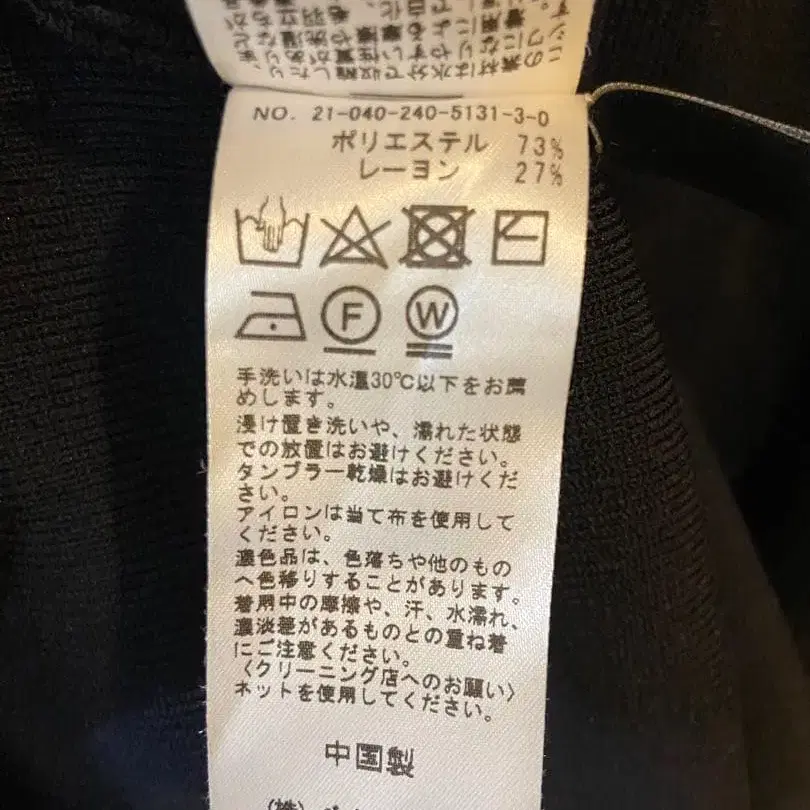 NO. 21-040-240-5131-3-0
ポリエステル 73%
レーヨン 27%
F
W
手洗いは水温30℃以下をお薦
めします。
浸け置き洗いや、濡れた状態
での放置はお避けください。
タンブラー乾燥はお避けくだ
さい。
アイロンは当て布を使用して
ください。
濃色品は、色落ちや他のもの
へ色移りすることがあります。
着用中の摩擦や、汗、水濡れ、
濃淡差があるものとの重ね着
にご注意ください。
〈クリーニング店へのお願い〉
ネットを使用してください。
中国製
(株)